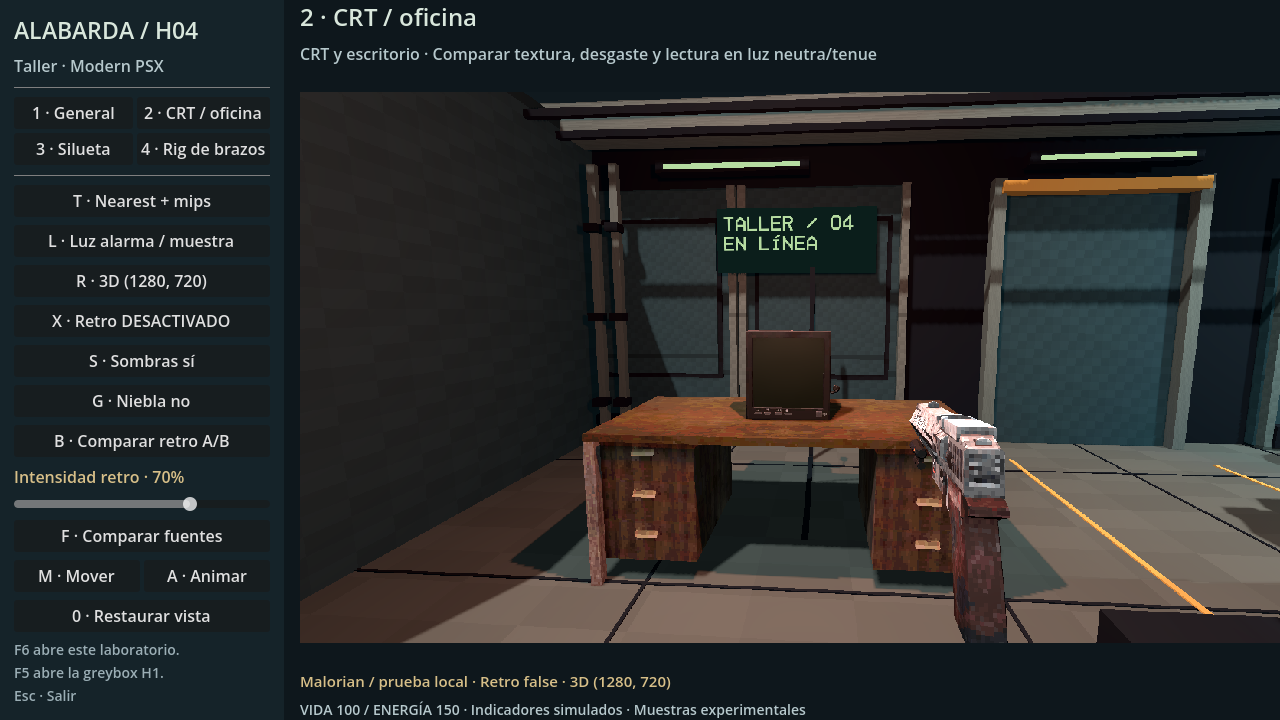 ALABARDA / H04
Taller · Modern PSX
1 · General
2 · CRT / oficina
3 · Silueta
4 · Rig de brazos
T · Nearest + mips
L · Luz alarma / muestra
R · 3D (1280, 720)
X · Retro DESACTIVADO
S · Sombras sí
G · Niebla no
B · Comparar retro A/B
Intensidad retro · 70%
F · Comparar fuentes
M · Mover
A · Animar
0 · Restaurar vista
F6 abre este laboratorio.
F5 abre la greybox H1.
Esc · Salir
2 · CRT / oficina
CRT y escritorio · Comparar textura, desgaste y lectura en luz neutra/tenue
TALLER / 04
EN LíNEA
Malorian / prueba local · Retro false · 3D (1280, 720)
VIDA 100 / ENERGÍA 150 · Indicadores simulados · Muestras experimentales